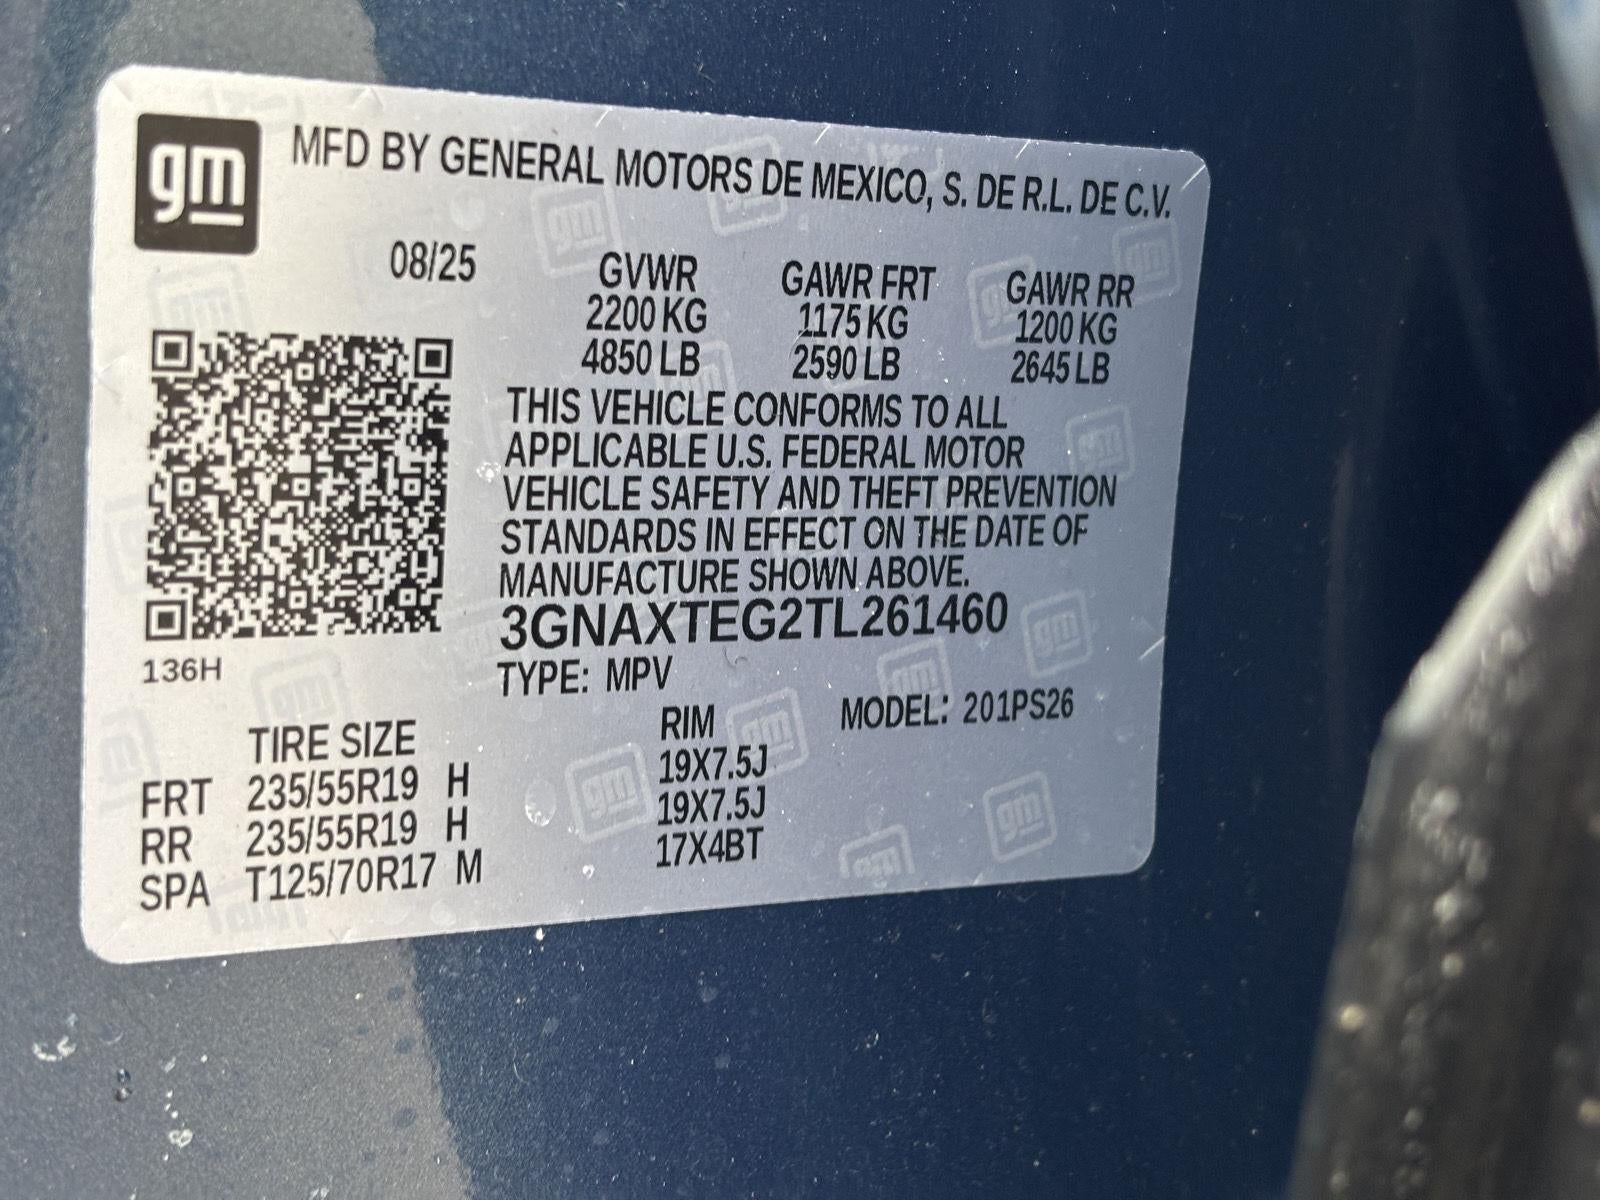 gm
MFD BY GENERAL MOTORS DE MEXICO, S. DE R.L. DE C.V.
08/25 GVWR GAWR FRT GAWR RR
2200 KG 1175 KG 1200 KG
4850 LB 2590 LB 2645 LB
THIS VEHICLE CONFORMS TO ALL
APPLICABLE U.S. FEDERAL MOTOR
VEHICLE SAFETY AND THEFT PREVENTION
STANDARDS IN EFFECT ON THE DATE OF
MANUFACTURE SHOWN ABOVE.
3GNAXTEG2TL261460
136H
TYPE: MPV
MODEL: 201PS26
TIRE SIZE RIM
FRT 235/55R19 H 19X7.5J
RR 235/55R19 H 19X7.5J
SPA T125/70R17 M 17X4BT